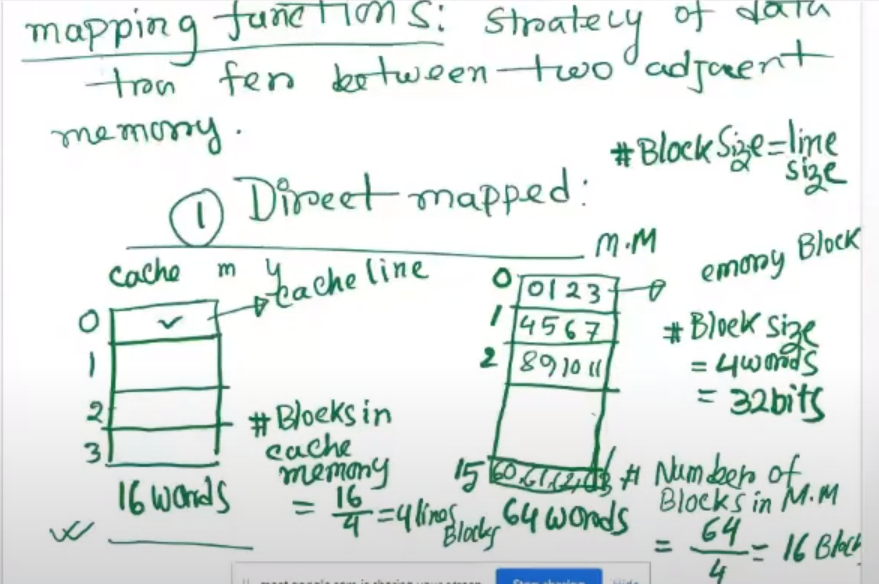 mapping functions: strategy of data
tran fer between two adjacent
memory.
# Block Size = line
size
① Direct mapped:
M.M
cache m y
cache line
emory Block
0 ✓
1
2
3
16 words
# Blocks in
cache
memory
= 16/4 = 4 lines
Blocks
0 0 1 2 3
1 4 5 6 7
2 8 9 10 11
15 60, 61, 62, 63
64 words
# Block size
= 4 words
= 32 bits
# Number of
Blocks in M.M
= 64/4 = 16 Bloc
Stop sharing
Hide